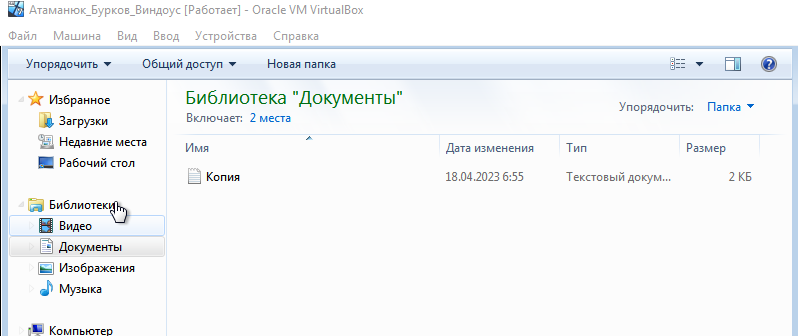 Атаманюк_Бурков_Виндоус [Работает] - Oracle VM VirtualBox
Файл Машина Вид Ввод Устройства Справка
Упорядочить Общий доступ Новая папка
Избранное
Загрузки
Недавние места
Рабочий стол
Библиотеки
Видео
Документы
Изображения
Музыка
Компьютер
Библиотека "Документы"
Включает: 2 места
Упорядочить: Папка
Имя Дата изменения Тип Размер
Копия 18.04.2023 6:55 Текстовый докум... 2 КБ